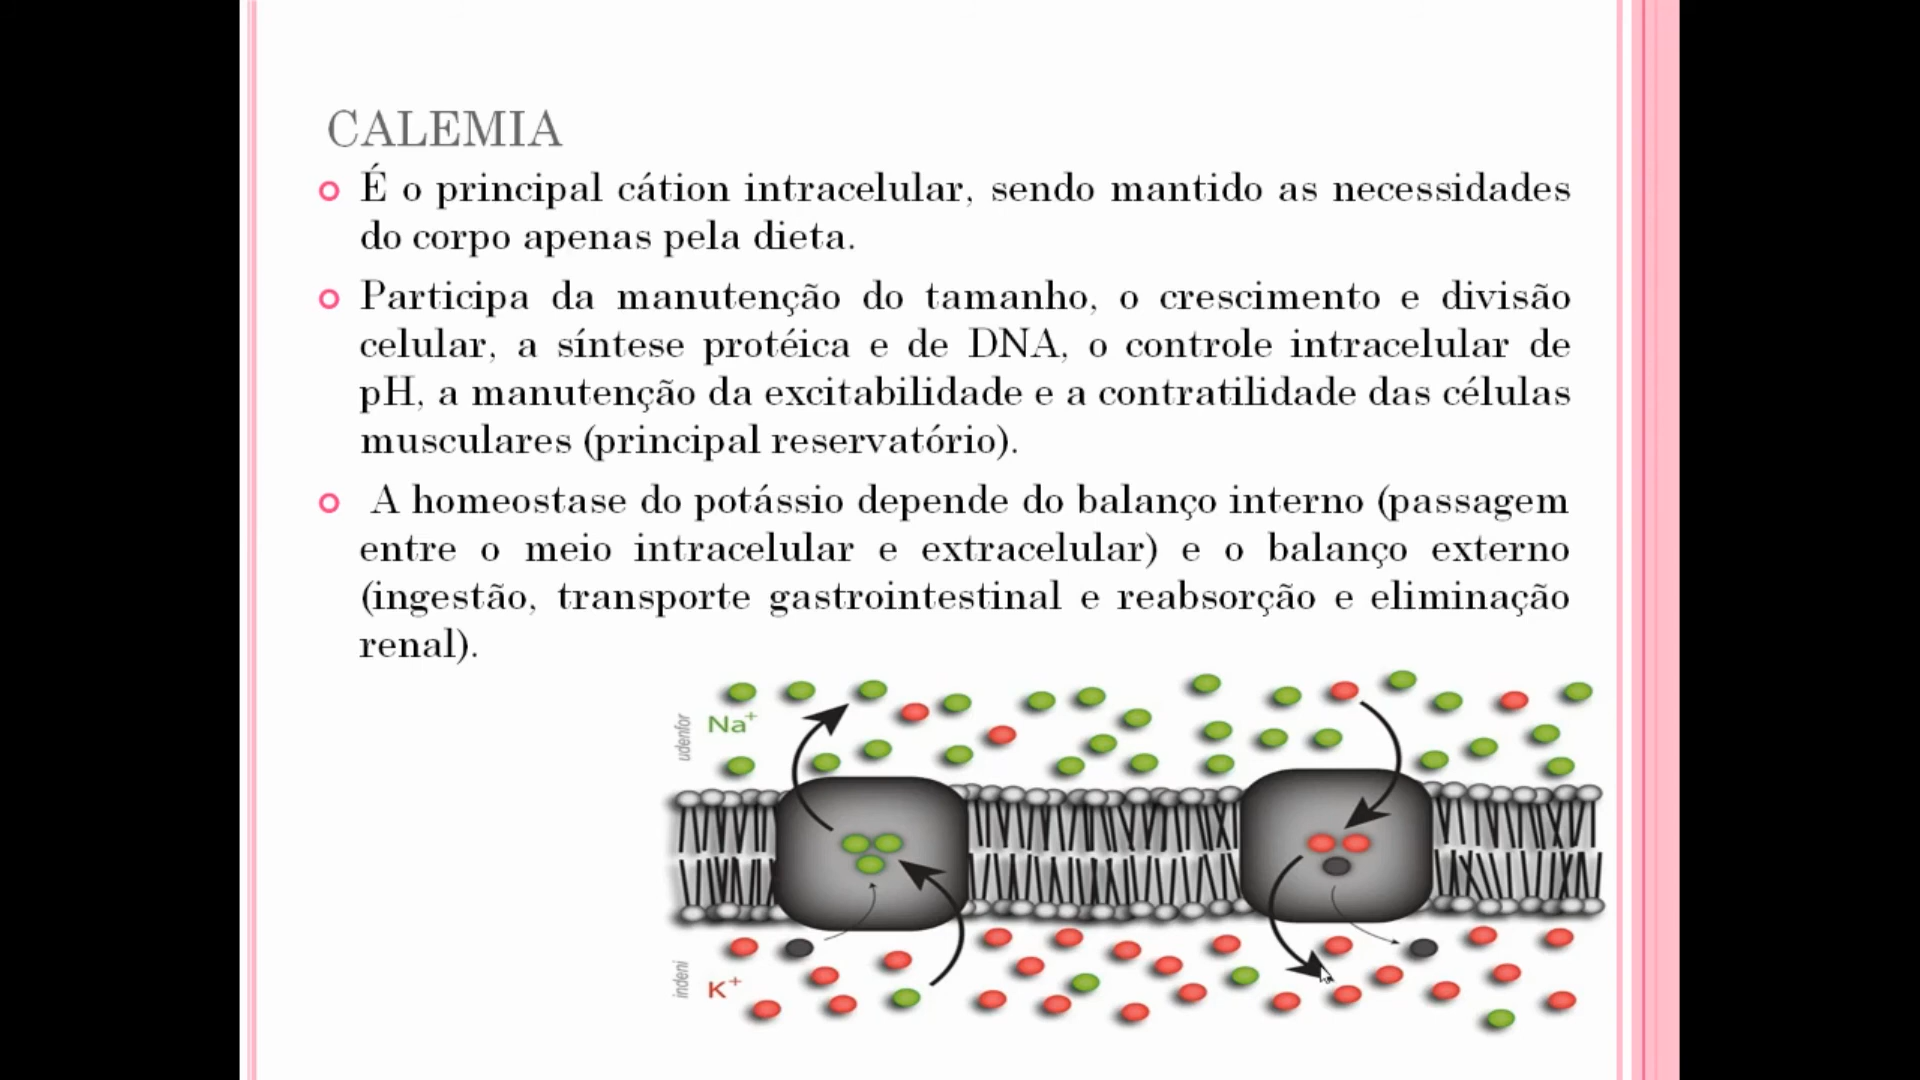 CALEMIA
É o principal cátion intracelular, sendo mantido as necessidades
do corpo apenas pela dieta.
Participa da manutenção do tamanho, o crescimento e divisão
celular, a síntese protéica e de DNA, o controle intracelular de
pH, a manutenção da excitabilidade e a contratilidade das células
musculares (principal reservatório).
A homeostase do potássio depende do balanço interno (passagem
entre o meio intracelular e extracelular) e o balanço externo
(ingestão, transporte gastrointestinal e reabsorção e eliminação
renal).
udenfor
Na+
indeni
K+